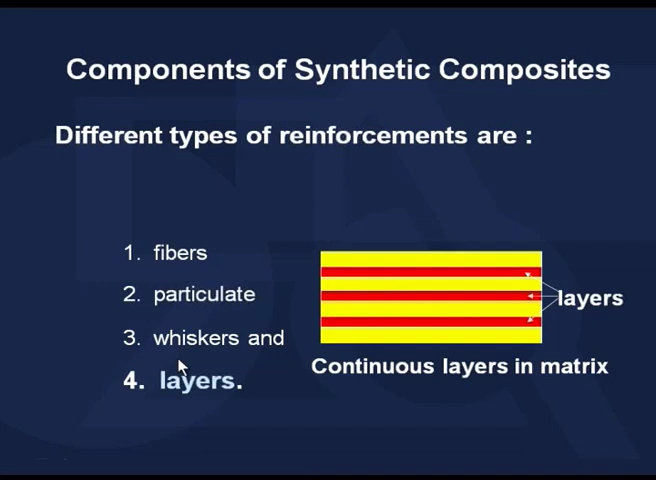 Components of Synthetic Composites
Different types of reinforcements are :
1. fibers
2. particulate
3. whiskers and
4. layers.
layers
Continuous layers in matrix